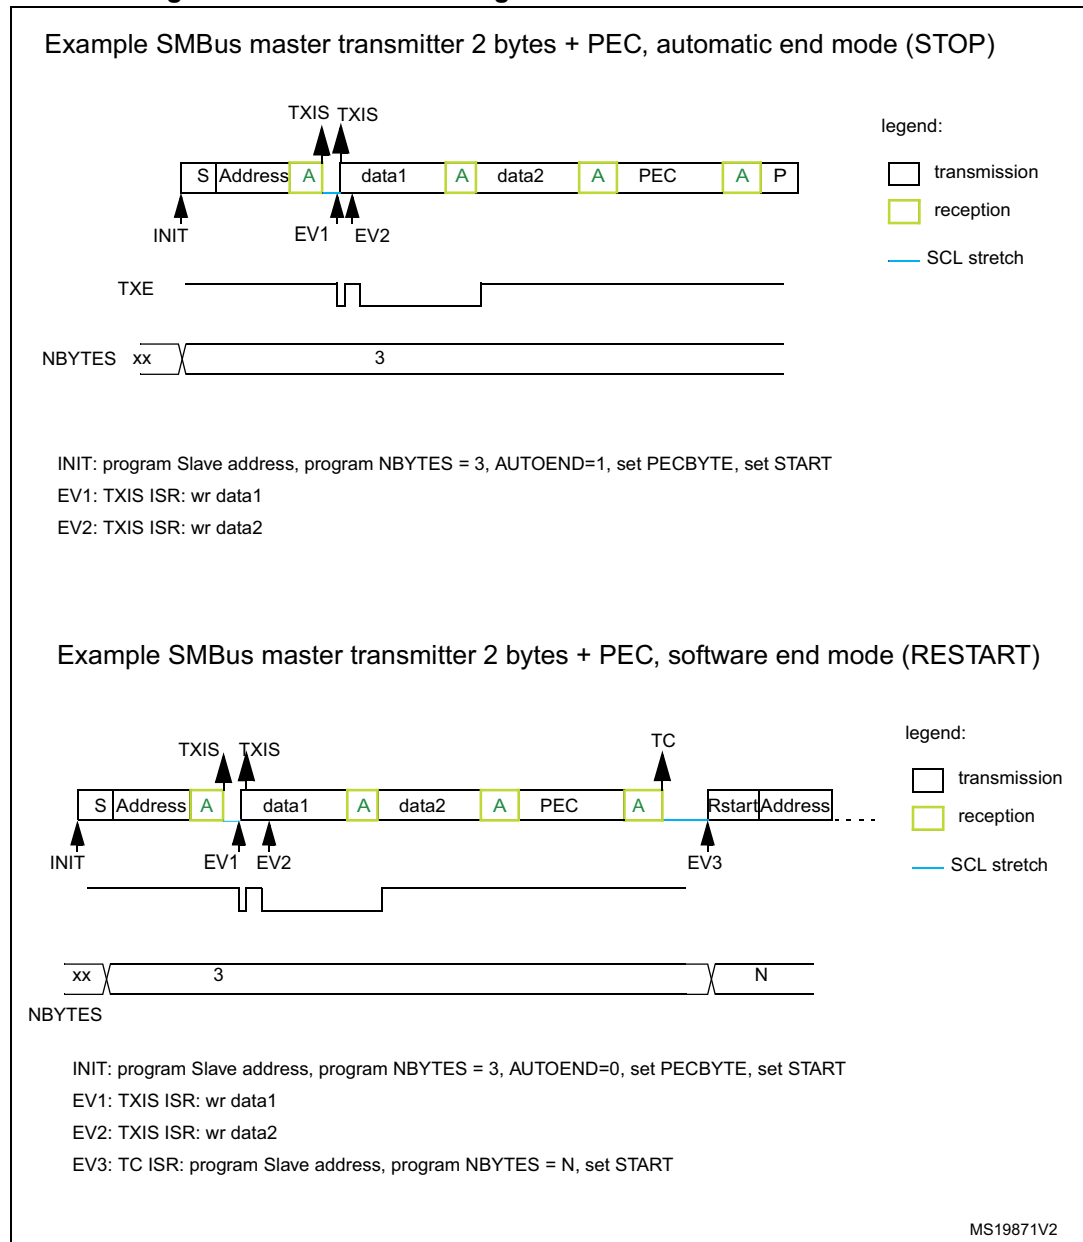 Example SMBus master transmitter 2 bytes + PEC, automatic end mode (STOP)
TXIS TXIS
legend:
S Address A data1 A data2 A PEC A P
transmission
reception
INIT EV1 EV2
SCL stretch
TXE
NBYTES xx 3
INIT: program Slave address, program NBYTES = 3, AUTOEND=1, set PECBYTE, set START
EV1: TXIS ISR: wr data1
EV2: TXIS ISR: wr data2
Example SMBus master transmitter 2 bytes + PEC, software end mode (RESTART)
TXIS TXIS TC
legend:
S Address A data1 A data2 A PEC A Rstart Address
transmission
reception
INIT EV1 EV2 EV3
SCL stretch
xx 3 N
NBYTES
INIT: program Slave address, program NBYTES = 3, AUTOEND=0, set PECBYTE, set START
EV1: TXIS ISR: wr data1
EV2: TXIS ISR: wr data2
EV3: TC ISR: program Slave address, program NBYTES = N, set START
MS19871V2